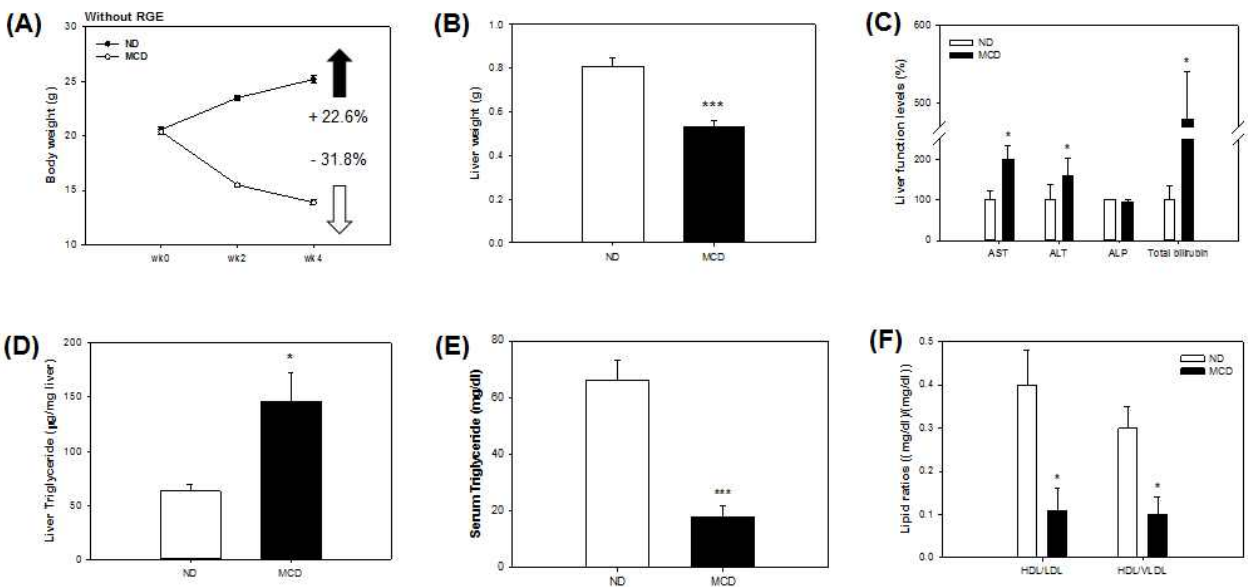 (A)
Without RGE
30
25
20
15
10
Body weight (g)
ND
MCD
+ 22.6%
- 31.8%
wk0 wk2 wk4
(B)
1.0
0.8
0.6
0.4
0.2
0.0
Liver weight (g)
***
ND MCD
(C)
600
500
200
100
0
Liver function levels (%)
ND
MCD
* * *
AST ALT ALP Total bilirubin
(D)
200
150
100
50
0
Liver Triglyceride (µg/mg liver)
*
ND MCD
(E)
80
60
40
20
0
Serum Triglyceride (mg/dl)
***
ND MCD
(F)
0.5
0.4
0.3
0.2
0.1
0.0
Lipid ratios ((mg/dl)/(mg/dl))
ND
MCD
* *
HDL/LDL HDL/VLDL